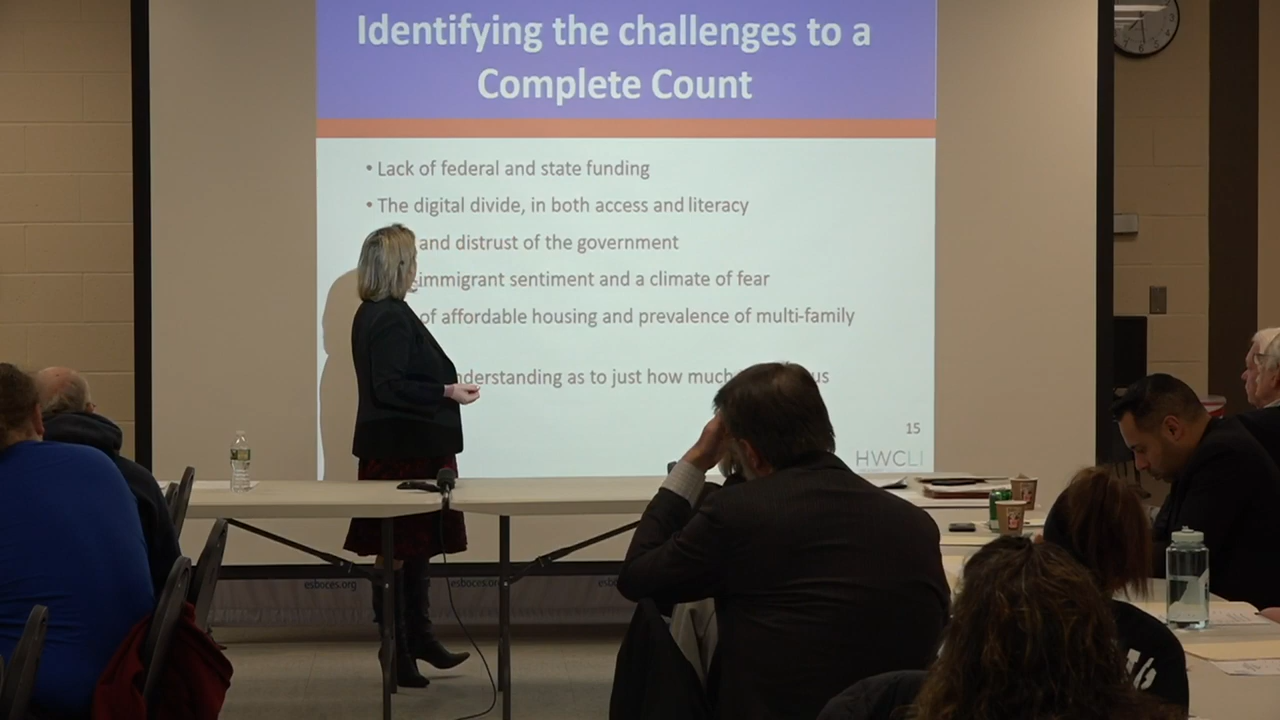 Identifying the challenges to a
Complete Count
• Lack of federal and state funding
• The digital divide, in both access and literacy
and distrust of the government
immigrant sentiment and a climate of fear
of affordable housing and prevalence of multi-family
nderstanding as to just how much us
15
HWCLI
esboces.org esboces.org